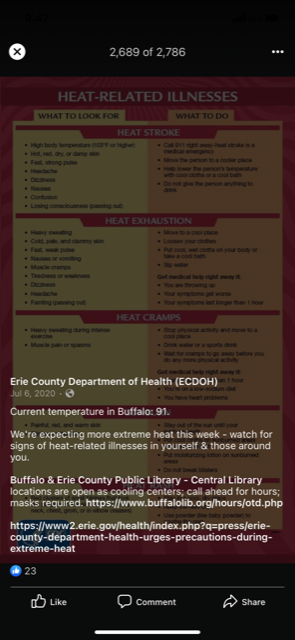 2,689 of 2,786
HEAT-RELATED ILLNESSES
WHAT TO LOOK FOR
WHAT TO DO
HEAT STROKE
High body temperature (103°F or higher)
Hot, red, dry, or damp skin
Fast, strong pulse
Headache
Dizziness
Nausea
Confusion
Losing consciousness (passing out)
Call 911 right away-heat stroke is a
medical emergency
Move the person to a cooler place
Help lower the person's temperature
with cool cloths or a cool bath
Do not give the person anything to
drink
HEAT EXHAUSTION
Heavy sweating
Cold, pale, and clammy skin
Fast, weak pulse
Nausea or vomiting
Muscle cramps
Tiredness or weakness
Dizziness
Headache
Fainting (passing out)
Move to a cool place
Loosen your clothes
Put cool, wet cloths on your body or
take a cool bath
Sip water
Get medical help right away if:
You are throwing up
Your symptoms get worse
Your symptoms last longer than 1 hour
HEAT CRAMPS
Heavy sweating during intense
exercise
Muscle pain or spasms
Stop physical activity and move to a
cool place
Drink water or a sports drink
Wait for cramps to go away before you
do any more physical activity
You have heart problems
Erie County Department of Health (ECDOH)
Jul 6, 2020 ·
Current temperature in Buffalo: 91.
We're expecting more extreme heat this week - watch
for signs of heat-related illnesses in yourself & those around
you.
Buffalo & Erie County Public Library - Central Library
locations are open as cooling centers; call ahead for hours;
masks required. https://www.buffalolib.org/hours/otd.php
https://www2.erie.gov/health/index.php?q=press/erie-
county-department-health-urges-precautions-during-
extreme-heat
23
Like
Comment
Share